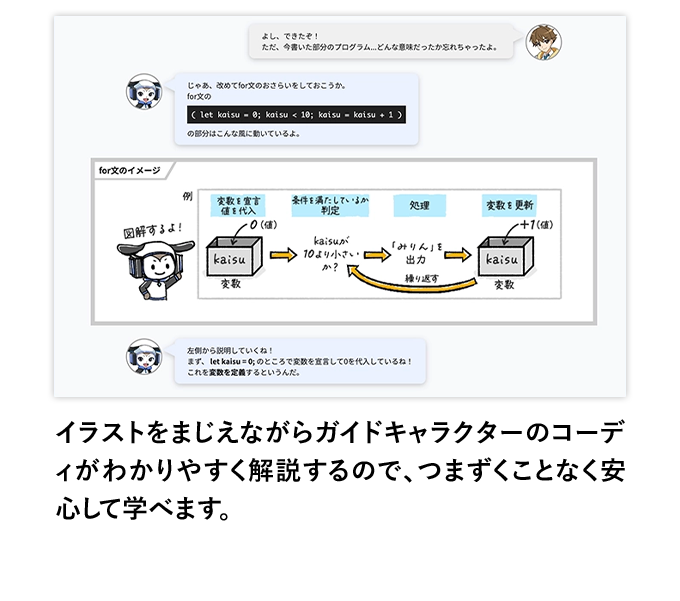 よし、できたぞ！
ただ、今書いた部分のプログラム...どんな意味だったか忘れちゃったよ。
じゃあ、改めてfor文のおさらいをしておこうか。
for文の
( let kaisu = 0; kaisu < 10; kaisu = kaisu + 1 )
の部分はこんな風に動いているよ。
for文のイメージ
図解するよ！
例
変数を宣言
値を代入
条件を満たしているか
判定
処理
変数を更新
0(値)
kaisu
変数
kaisuが
10より小さい
か？
「みりん」を
出力
繰り返す
+1(値)
kaisu
変数
左側から説明していくね！
まず、let kaisu = 0; のところで変数を宣言して0を代入しているね！
これを変数を定義するというんだ。
イラストをまじえながらガイドキャラクターのコーデ
ィがわかりやすく解説するので、つまずくことなく安
心して学べます。